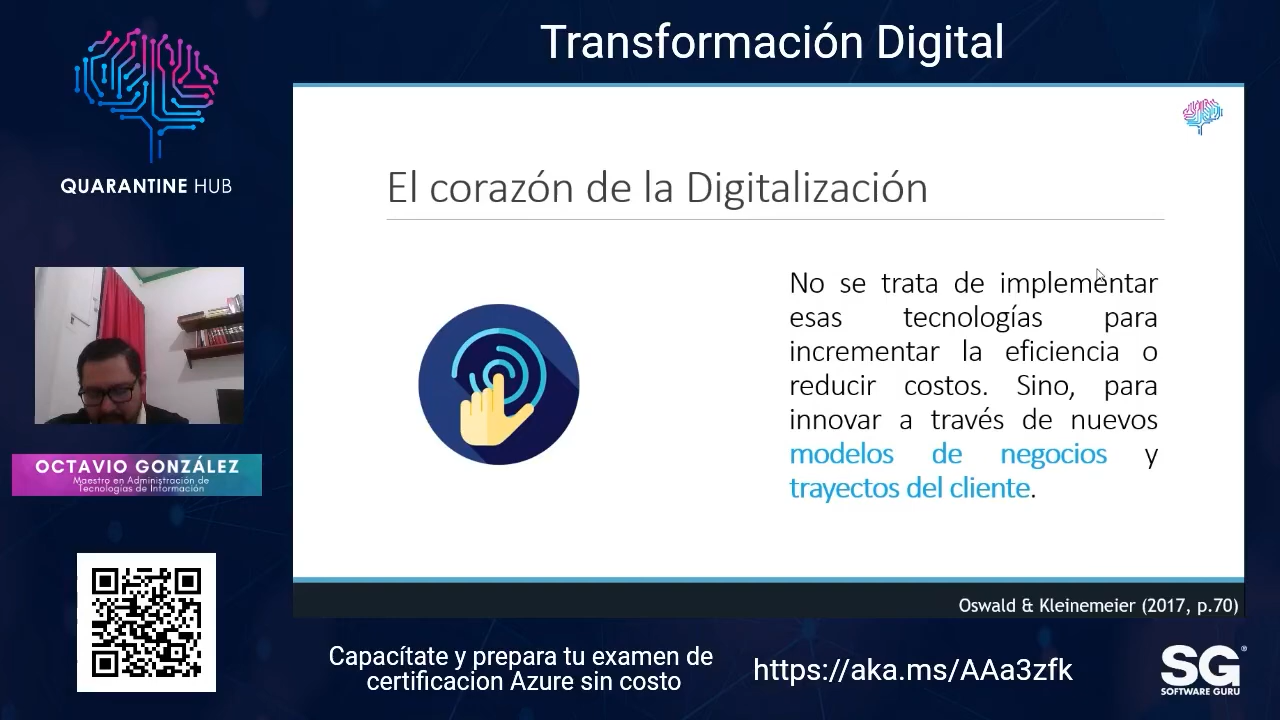 Transformación Digital
QUARANTINE HUB
El corazón de la Digitalización
No se trata de implementar
esas tecnologías para
incrementar la eficiencia o
reducir costos. Sino, para
innovar a través de nuevos
modelos de negocios y
trayectos del cliente.
OCTAVIO GONZÁLEZ
Maestro en Administración de
Tecnologías de Información
Oswald & Kleinemeier (2017, p.70)
Capacítate y prepara tu examen de
certificacion Azure sin costo
https://aka.ms/AAa3zfk
SG®
SOFTWARE GURU